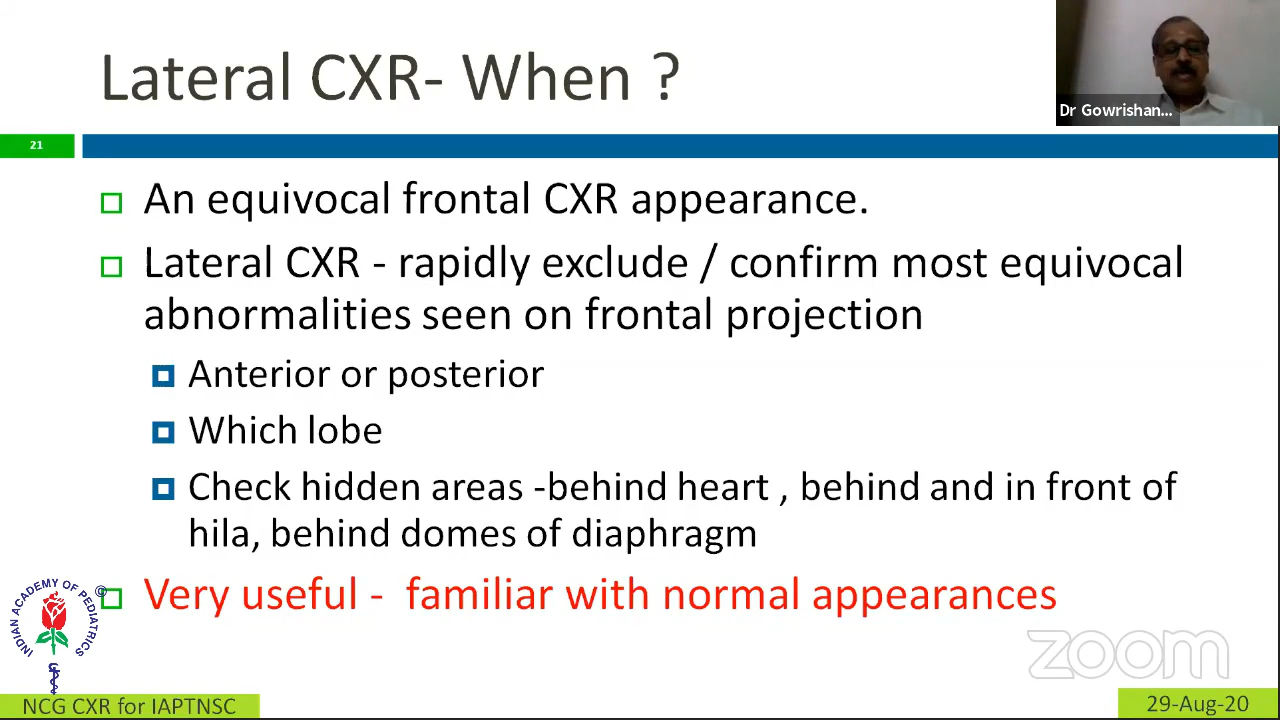 Lateral CXR- When ?
Dr Gowrishan...
21
An equivocal frontal CXR appearance.
Lateral CXR - rapidly exclude / confirm most equivocal
abnormalities seen on frontal projection
Anterior or posterior
Which lobe
Check hidden areas -behind heart , behind and in front of
hila, behind domes of diaphragm
Very useful - familiar with normal appearances
INDIAN ACADEMY OF PEDIATRICS
©
zoom
NCG CXR for IAPTNSC
29-Aug-20